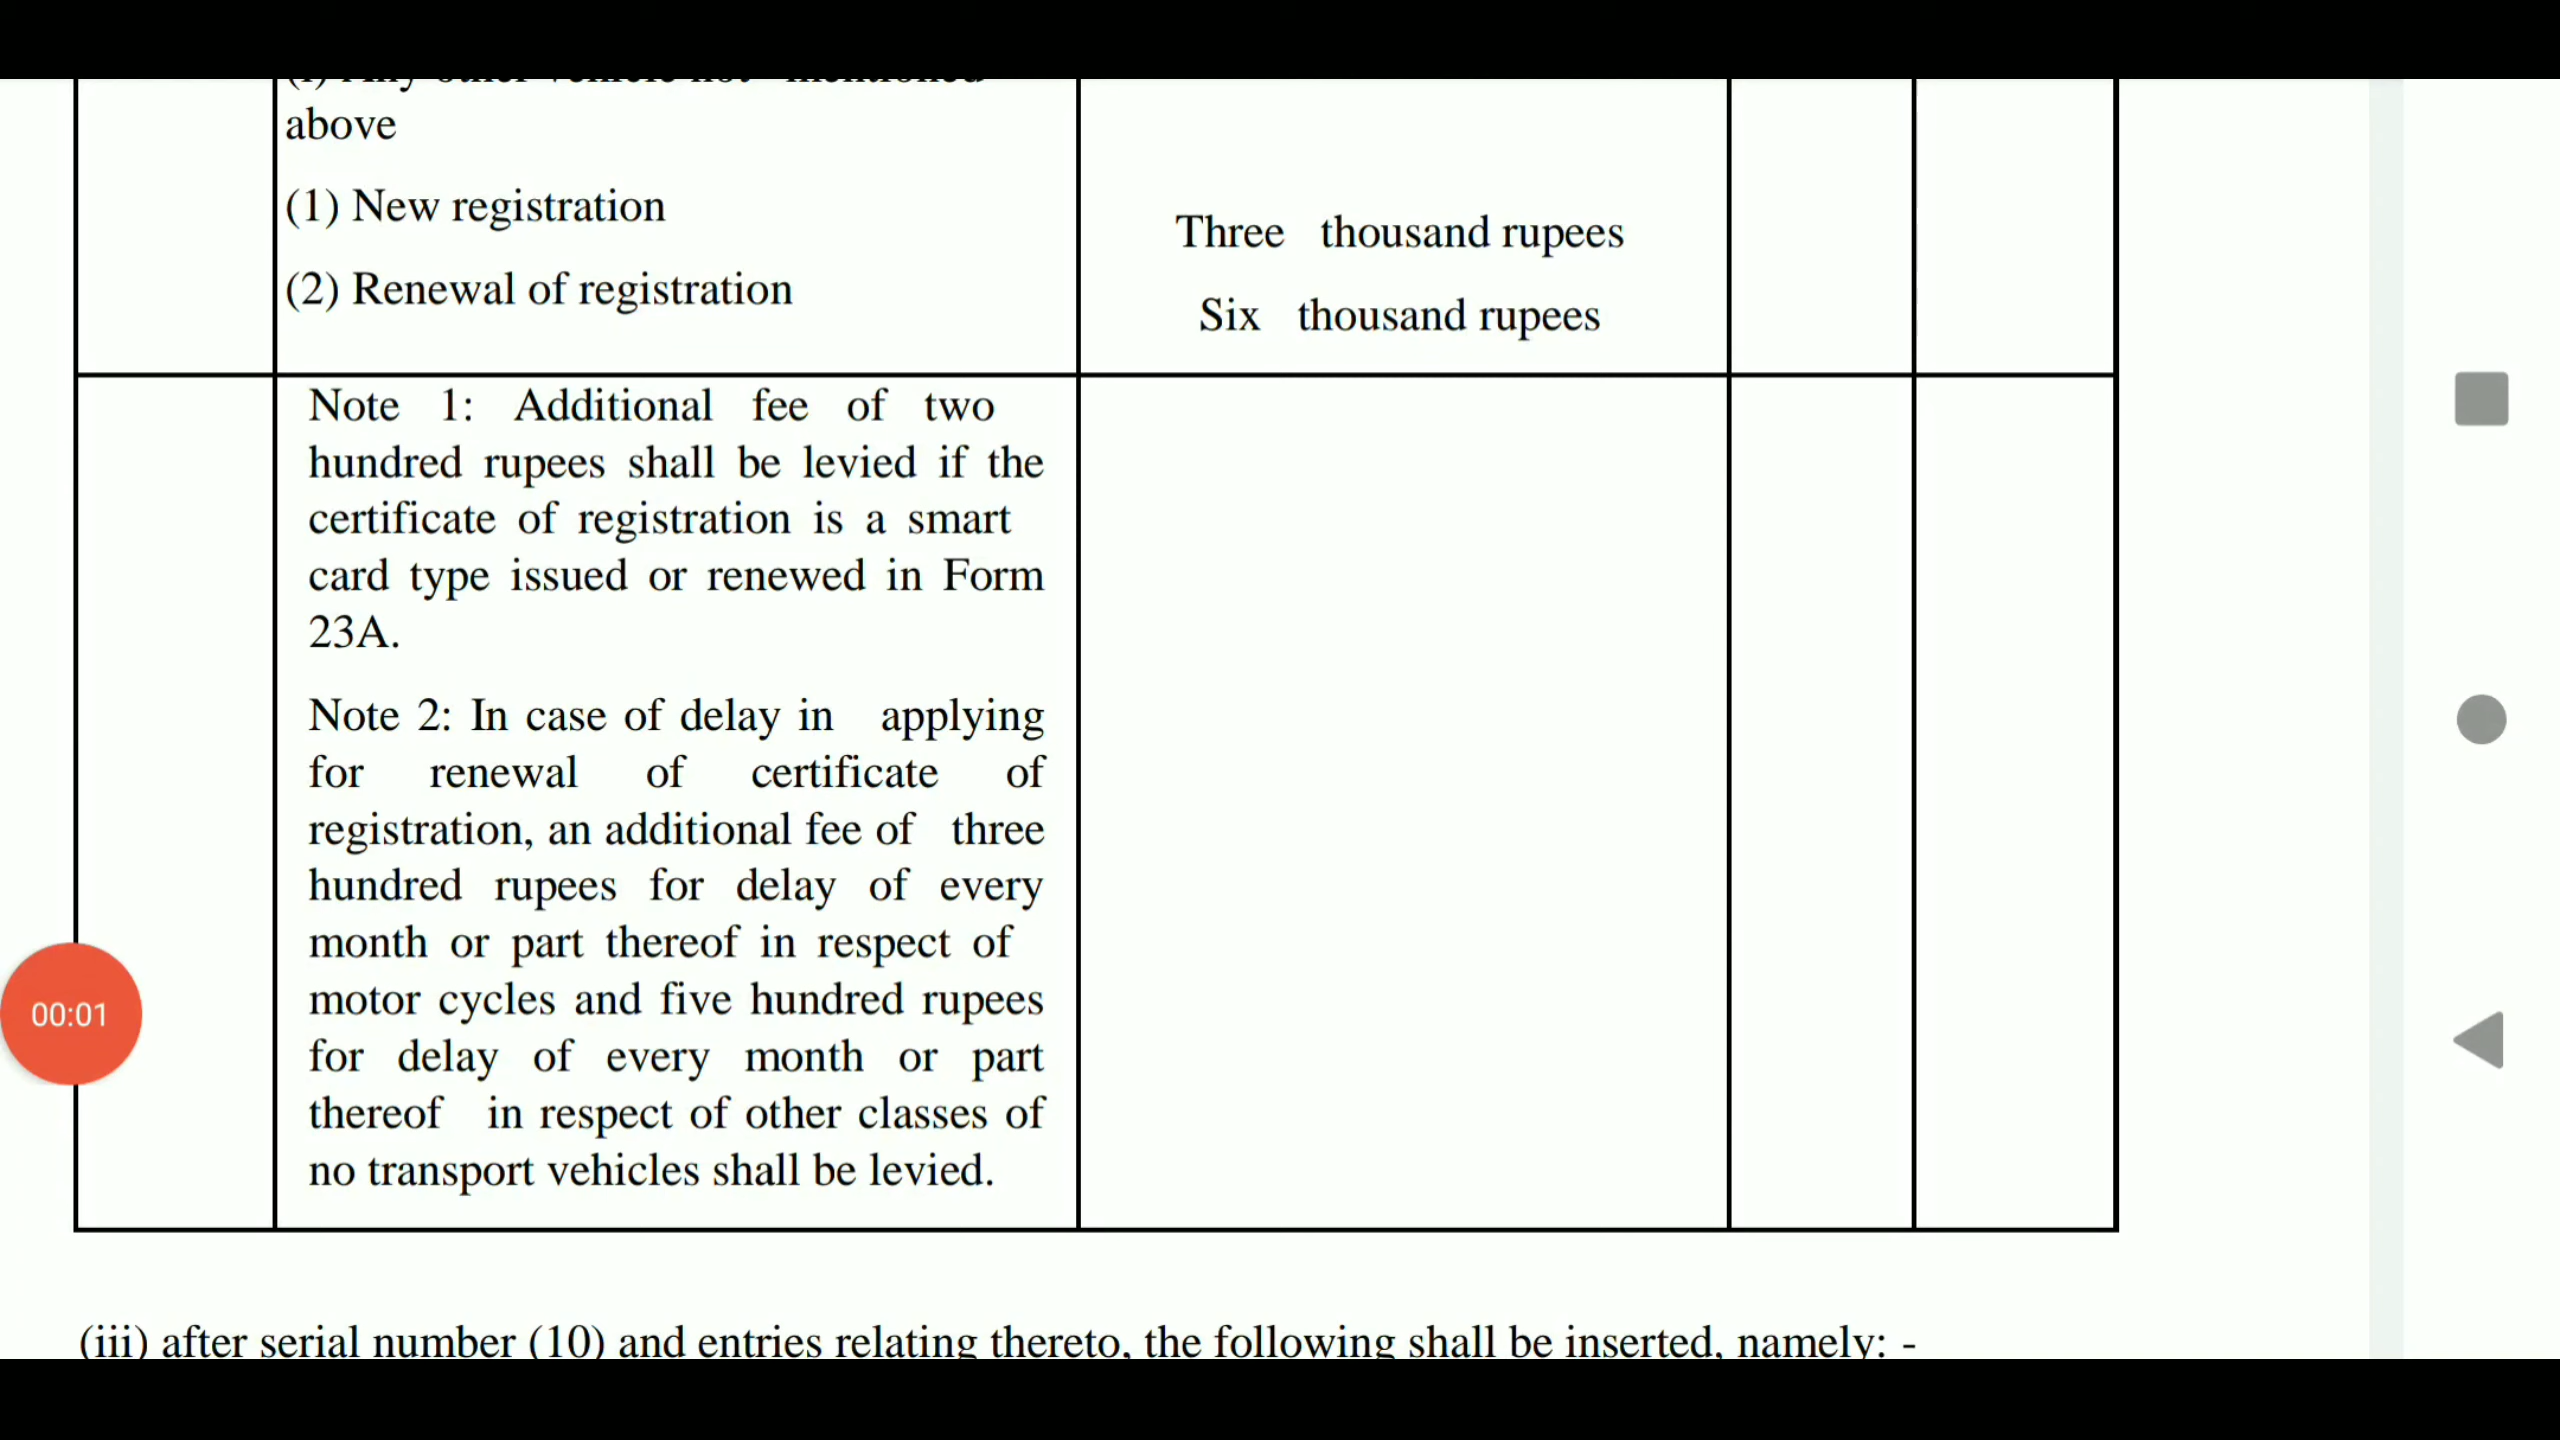 (i) Any other vehicle not mentioned
above
(1) New registration
Three thousand rupees
(2) Renewal of registration
Six thousand rupees
Note 1: Additional fee of two
hundred rupees shall be levied if the
certificate of registration is a smart
card type issued or renewed in Form
23A.
Note 2: In case of delay in applying
for renewal of certificate of
registration, an additional fee of three
hundred rupees for delay of every
month or part thereof in respect of
motor cycles and five hundred rupees
for delay of every month or part
thereof in respect of other classes of
no transport vehicles shall be levied.
00:01
(iii) after serial number (10) and entries relating thereto, the following shall be inserted, namely: -